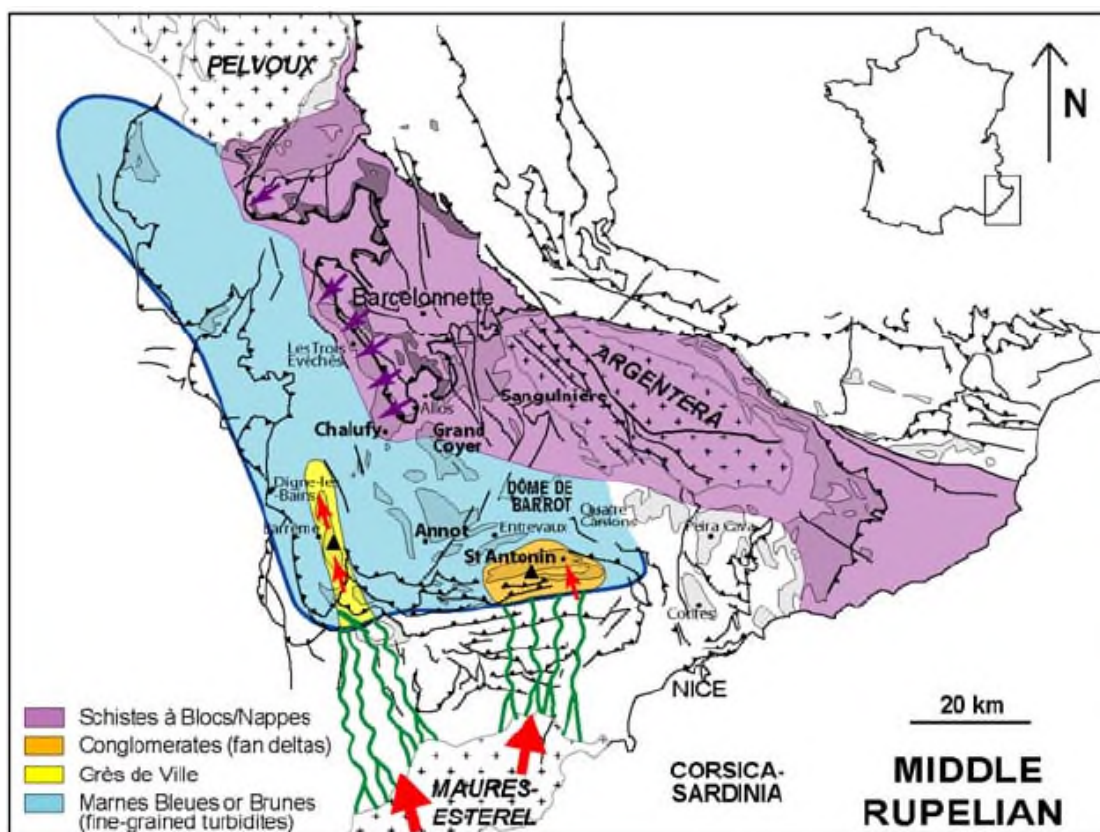 PELVOUX
N
Barcelonnette
Les Trois
Evêchés
ARGENTERA
Sanguinière
Allos
Chalufy
Grand
Coyer
Digne-les
-Bains
DÔME DE
BARROT
Quatre
Cantons
Barrême
Annot
Entrevaux
Peira Cava
St Antonin
Contes
NICE
20 km
Schistes à Blocs/Nappes
Conglomerates (fan deltas)
Grès de Ville
Marnes Bleues or Brunes
(fine-grained turbidites)
MAURES-
ESTEREL
CORSICA-
SARDINIA
MIDDLE
RUPELIAN